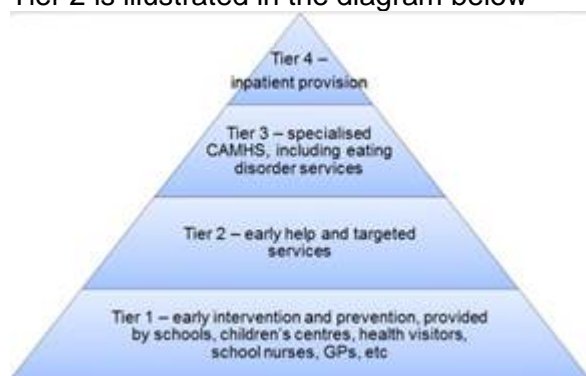 Tier 2 is illustrated in the diagram below
Tier 4 –
inpatient provision
Tier 3 – specialised
CAMHS, including eating
disorder services
Tier 2 – early help and targeted
services
Tier 1 – early intervention and prevention, provided
by schools, children's centres, health visitors,
school nurses, GPs, etc